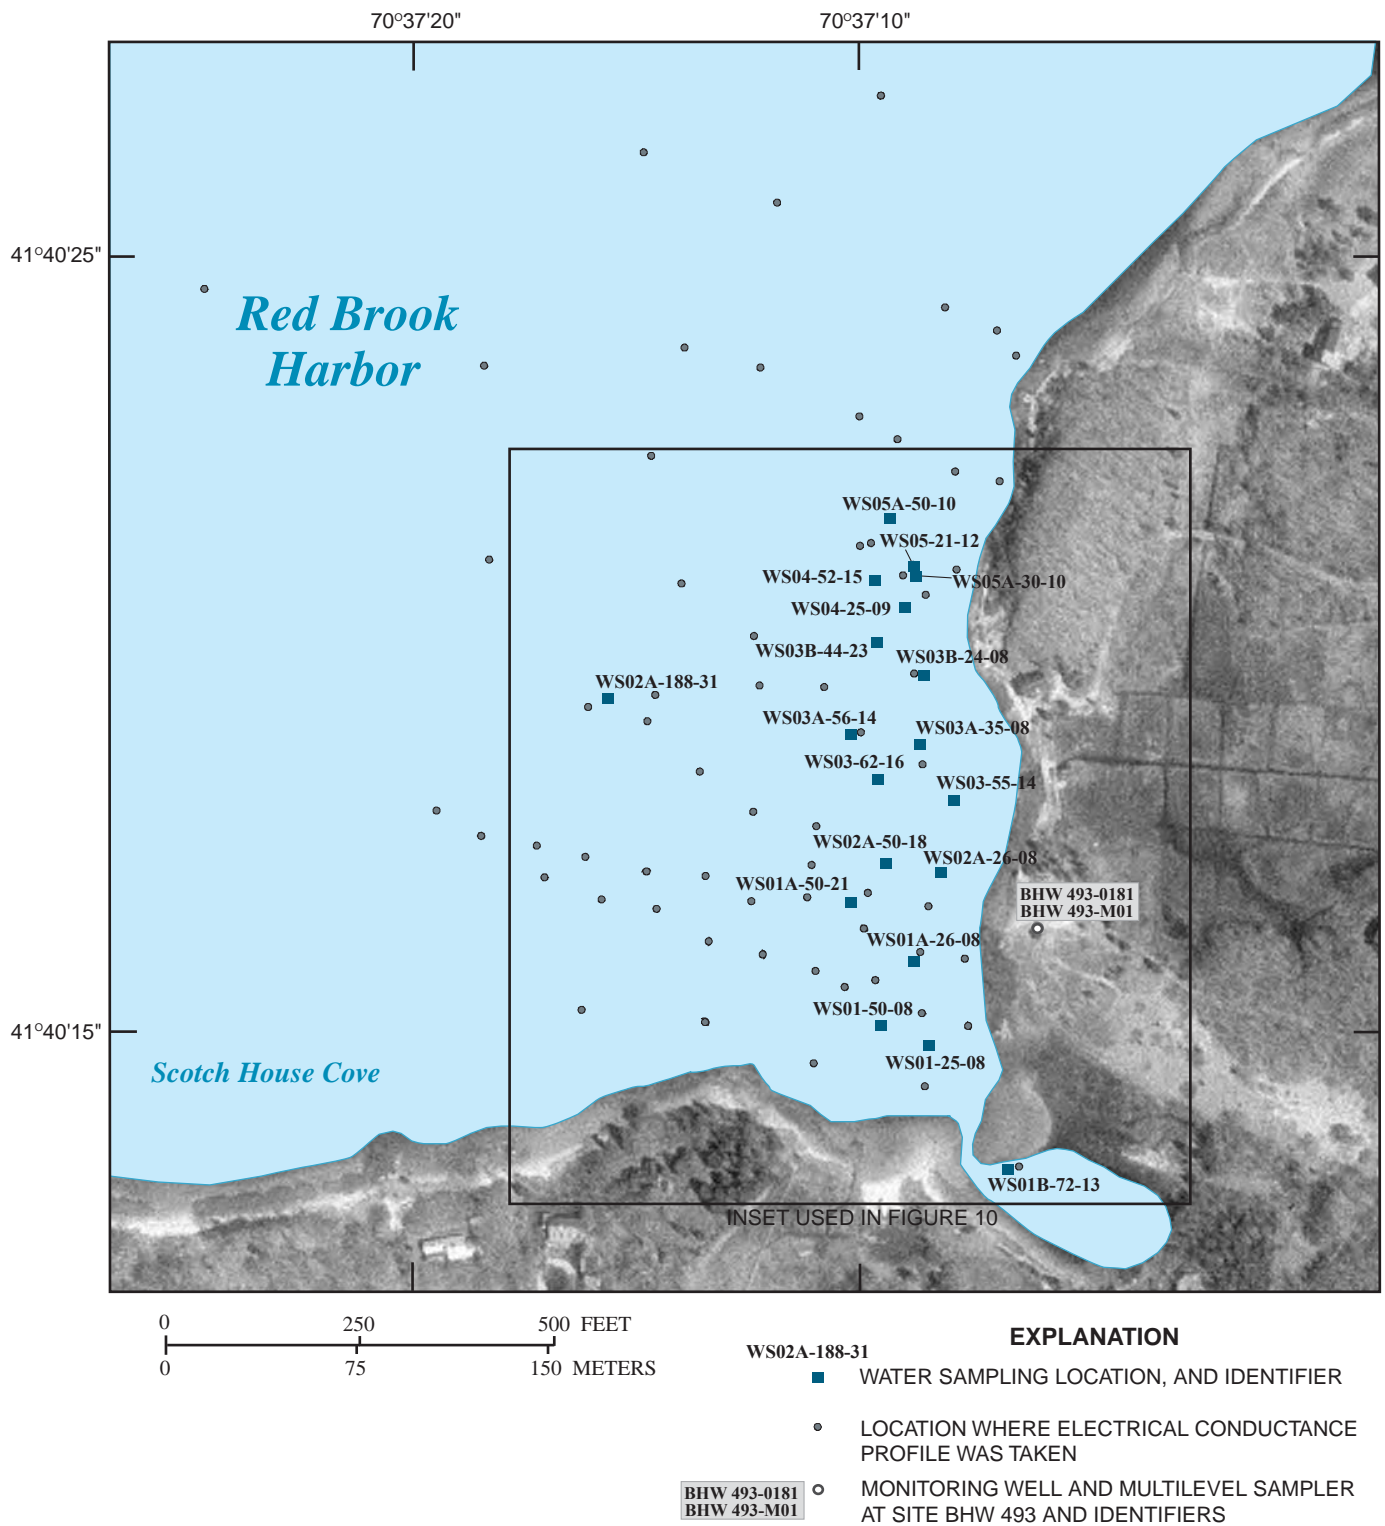 70°37'20"
70°37'10"
41°40'25"
Red Brook
Harbor
WS05A-50-10
WS05-21-12
WS04-52-15
WS05A-30-10
WS04-25-09
WS03B-44-23
WS03B-24-08
WS02A-188-31
WS03A-56-14
WS03A-35-08
WS03-62-16
WS03-55-14
WS02A-50-18
WS02A-26-08
WS01A-50-21
BHW 493-0181
BHW 493-M01
WS01A-26-08
WS01-50-08
41°40'15"
WS01-25-08
Scotch House Cove
WS01B-72-13
INSET USED IN FIGURE 10
0 250 500 FEET
0 75 150 METERS
EXPLANATION
WS02A-188-31
WATER SAMPLING LOCATION, AND IDENTIFIER
LOCATION WHERE ELECTRICAL CONDUCTANCE
PROFILE WAS TAKEN
BHW 493-0181
BHW 493-M01
MONITORING WELL AND MULTILEVEL SAMPLER
AT SITE BHW 493 AND IDENTIFIERS